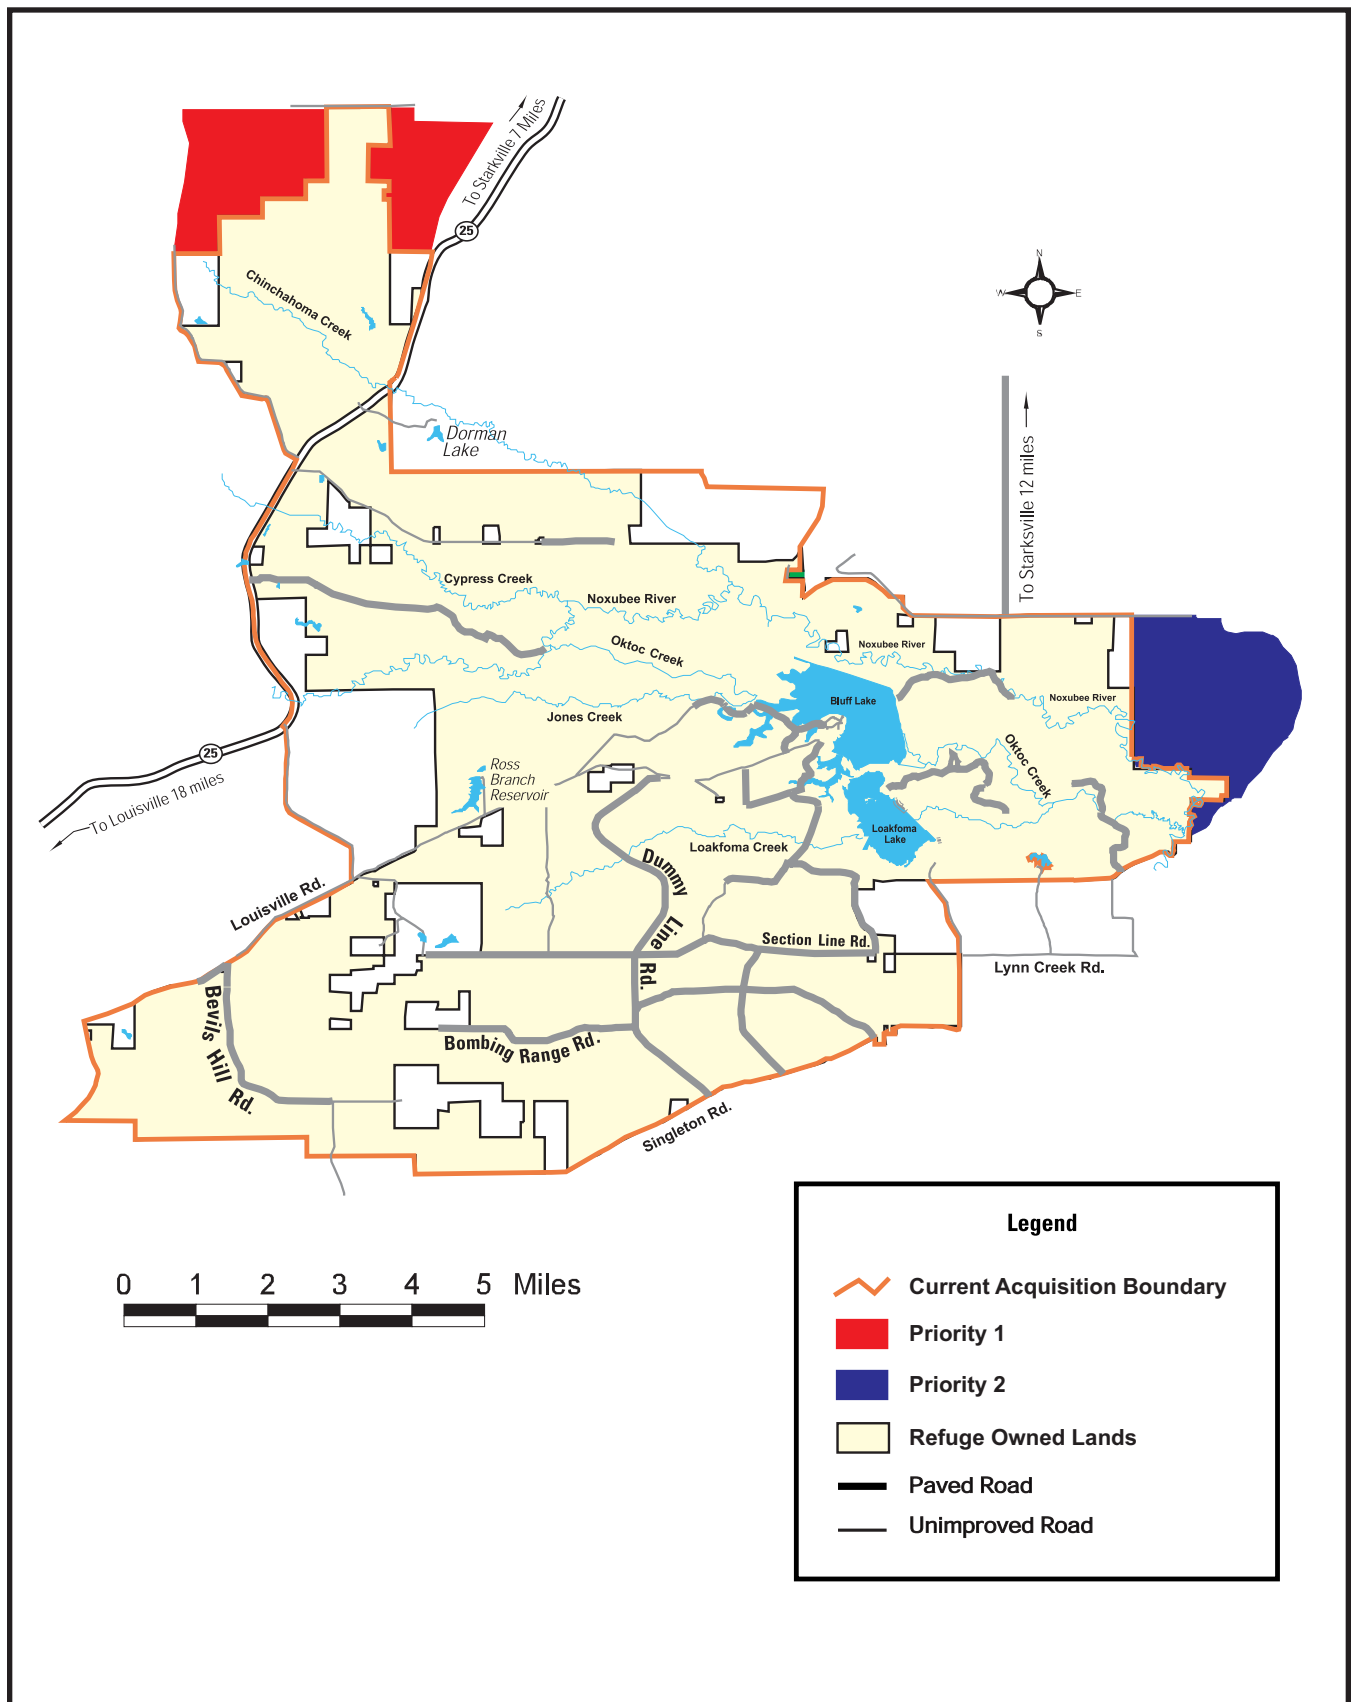 To Starkville 7 Miles
25
N
W
E
S
Chinchahoma Creek
To Starksville 12 miles
Dorman
Lake
Cypress Creek
Noxubee River
Oktoc Creek
Noxubee River
Noxubee River
Bluff Lake
Jones Creek
Oktoc Creek
25
To Louisville 18 miles
Ross
Branch
Reservoir
Loakfoma
Lake
Loakfoma Creek
Dummy
Line
Rd.
Louisville Rd.
Section Line Rd.
Lynn Creek Rd.
Bevils Hill Rd.
Bombing Range Rd.
Singleton Rd.
0 1 2 3 4 5 Miles
Legend
Current Acquisition Boundary
Priority 1
Priority 2
Refuge Owned Lands
Paved Road
Unimproved Road